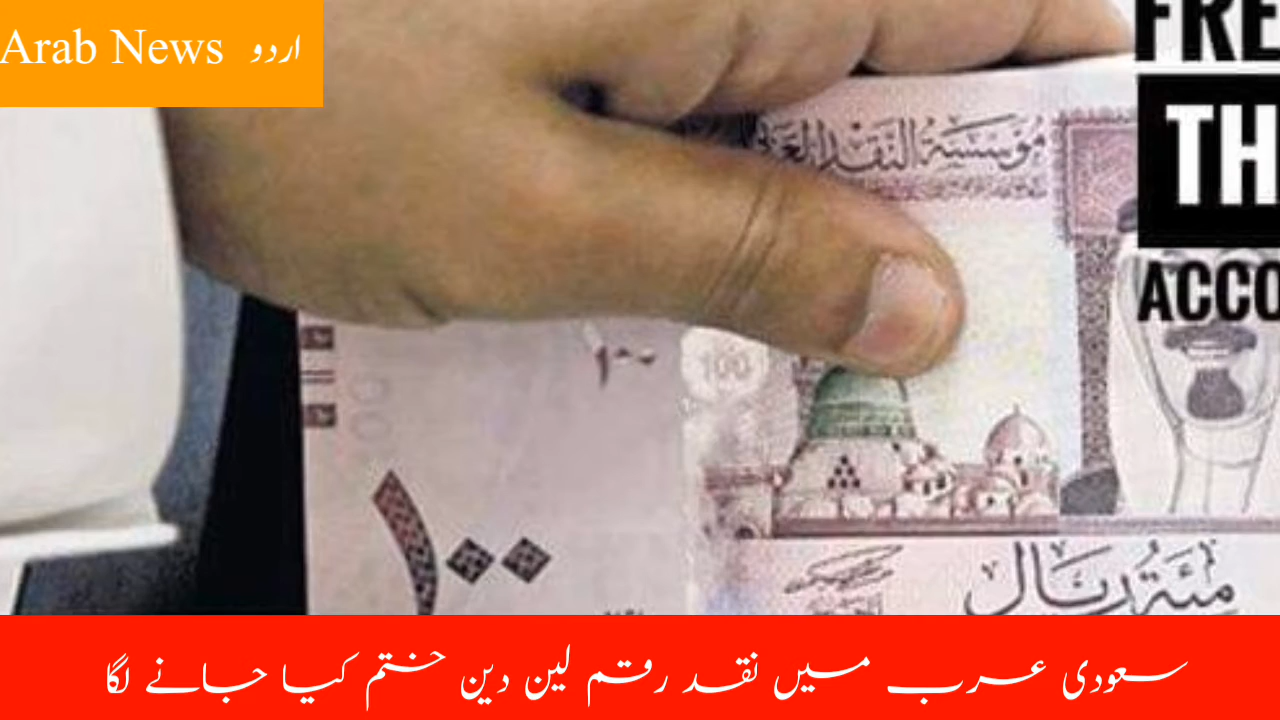 Arab News اردو
FRE
TH
ACCO
مؤسسة النقد العربي
١٠٠
100
١٠٠
مئة ريال
سعودی عرب میں نقد رقم لین دین ختم کیا جانے لگا